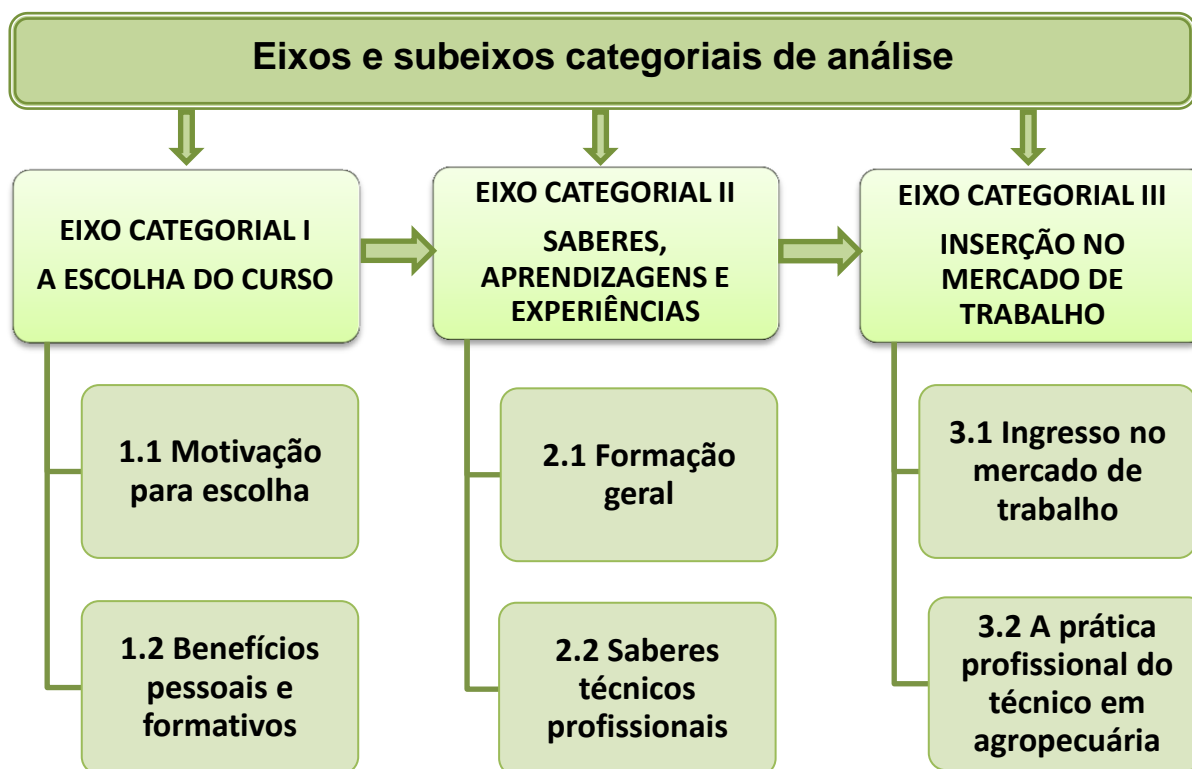 Eixos e subeixos categoriais de análise
EIXO CATEGORIAL I
A ESCOLHA DO CURSO
EIXO CATEGORIAL II
SABERES,
APRENDIZAGENS E
EXPERIÊNCIAS
EIXO CATEGORIAL III
INSERÇÃO NO
MERCADO DE
TRABALHO
1.1 Motivação
para escolha
2.1 Formação
geral
3.1 Ingresso no
mercado de
trabalho
1.2 Benefícios
pessoais e
formativos
2.2 Saberes
técnicos
profissionais
3.2 A prática
profissional do
técnico em
agropecuária